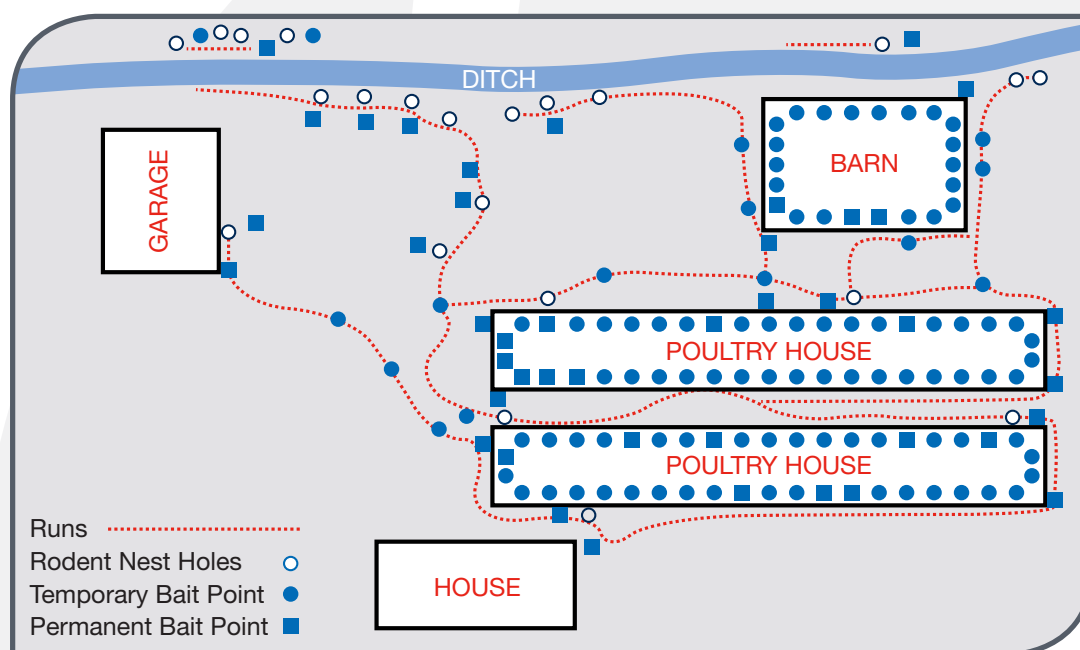 DITCH
GARAGE
BARN
POULTRY HOUSE
POULTRY HOUSE
HOUSE
Runs
Rodent Nest Holes
Temporary Bait Point
Permanent Bait Point